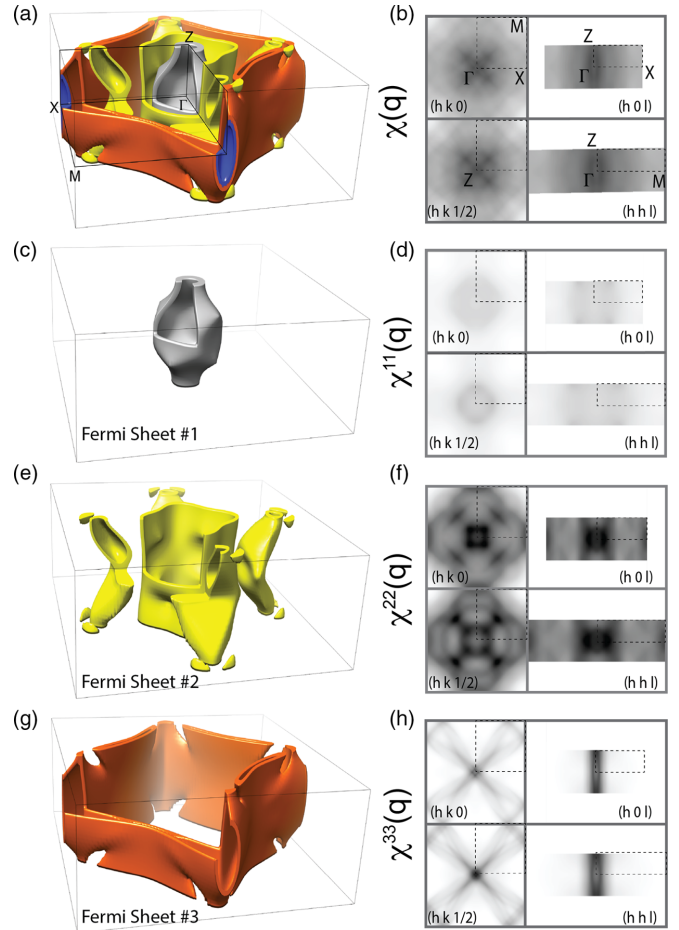 (a)
Z
Γ
X
M
(b)
χ(q)
M
Γ
X
(h k 0)
Z
Γ
X
(h 0 l)
Z
(h k 1/2)
Z
Γ
M
(h h l)
(c)
Fermi Sheet #1
(d)
χ¹¹(q)
(h k 0)
(h 0 l)
(h k 1/2)
(h h l)
(e)
Fermi Sheet #2
(f)
χ²²(q)
(h k 0)
(h 0 l)
(h k 1/2)
(h h l)
(g)
Fermi Sheet #3
(h)
χ³³(q)
(h k 0)
(h 0 l)
(h k 1/2)
(h h l)